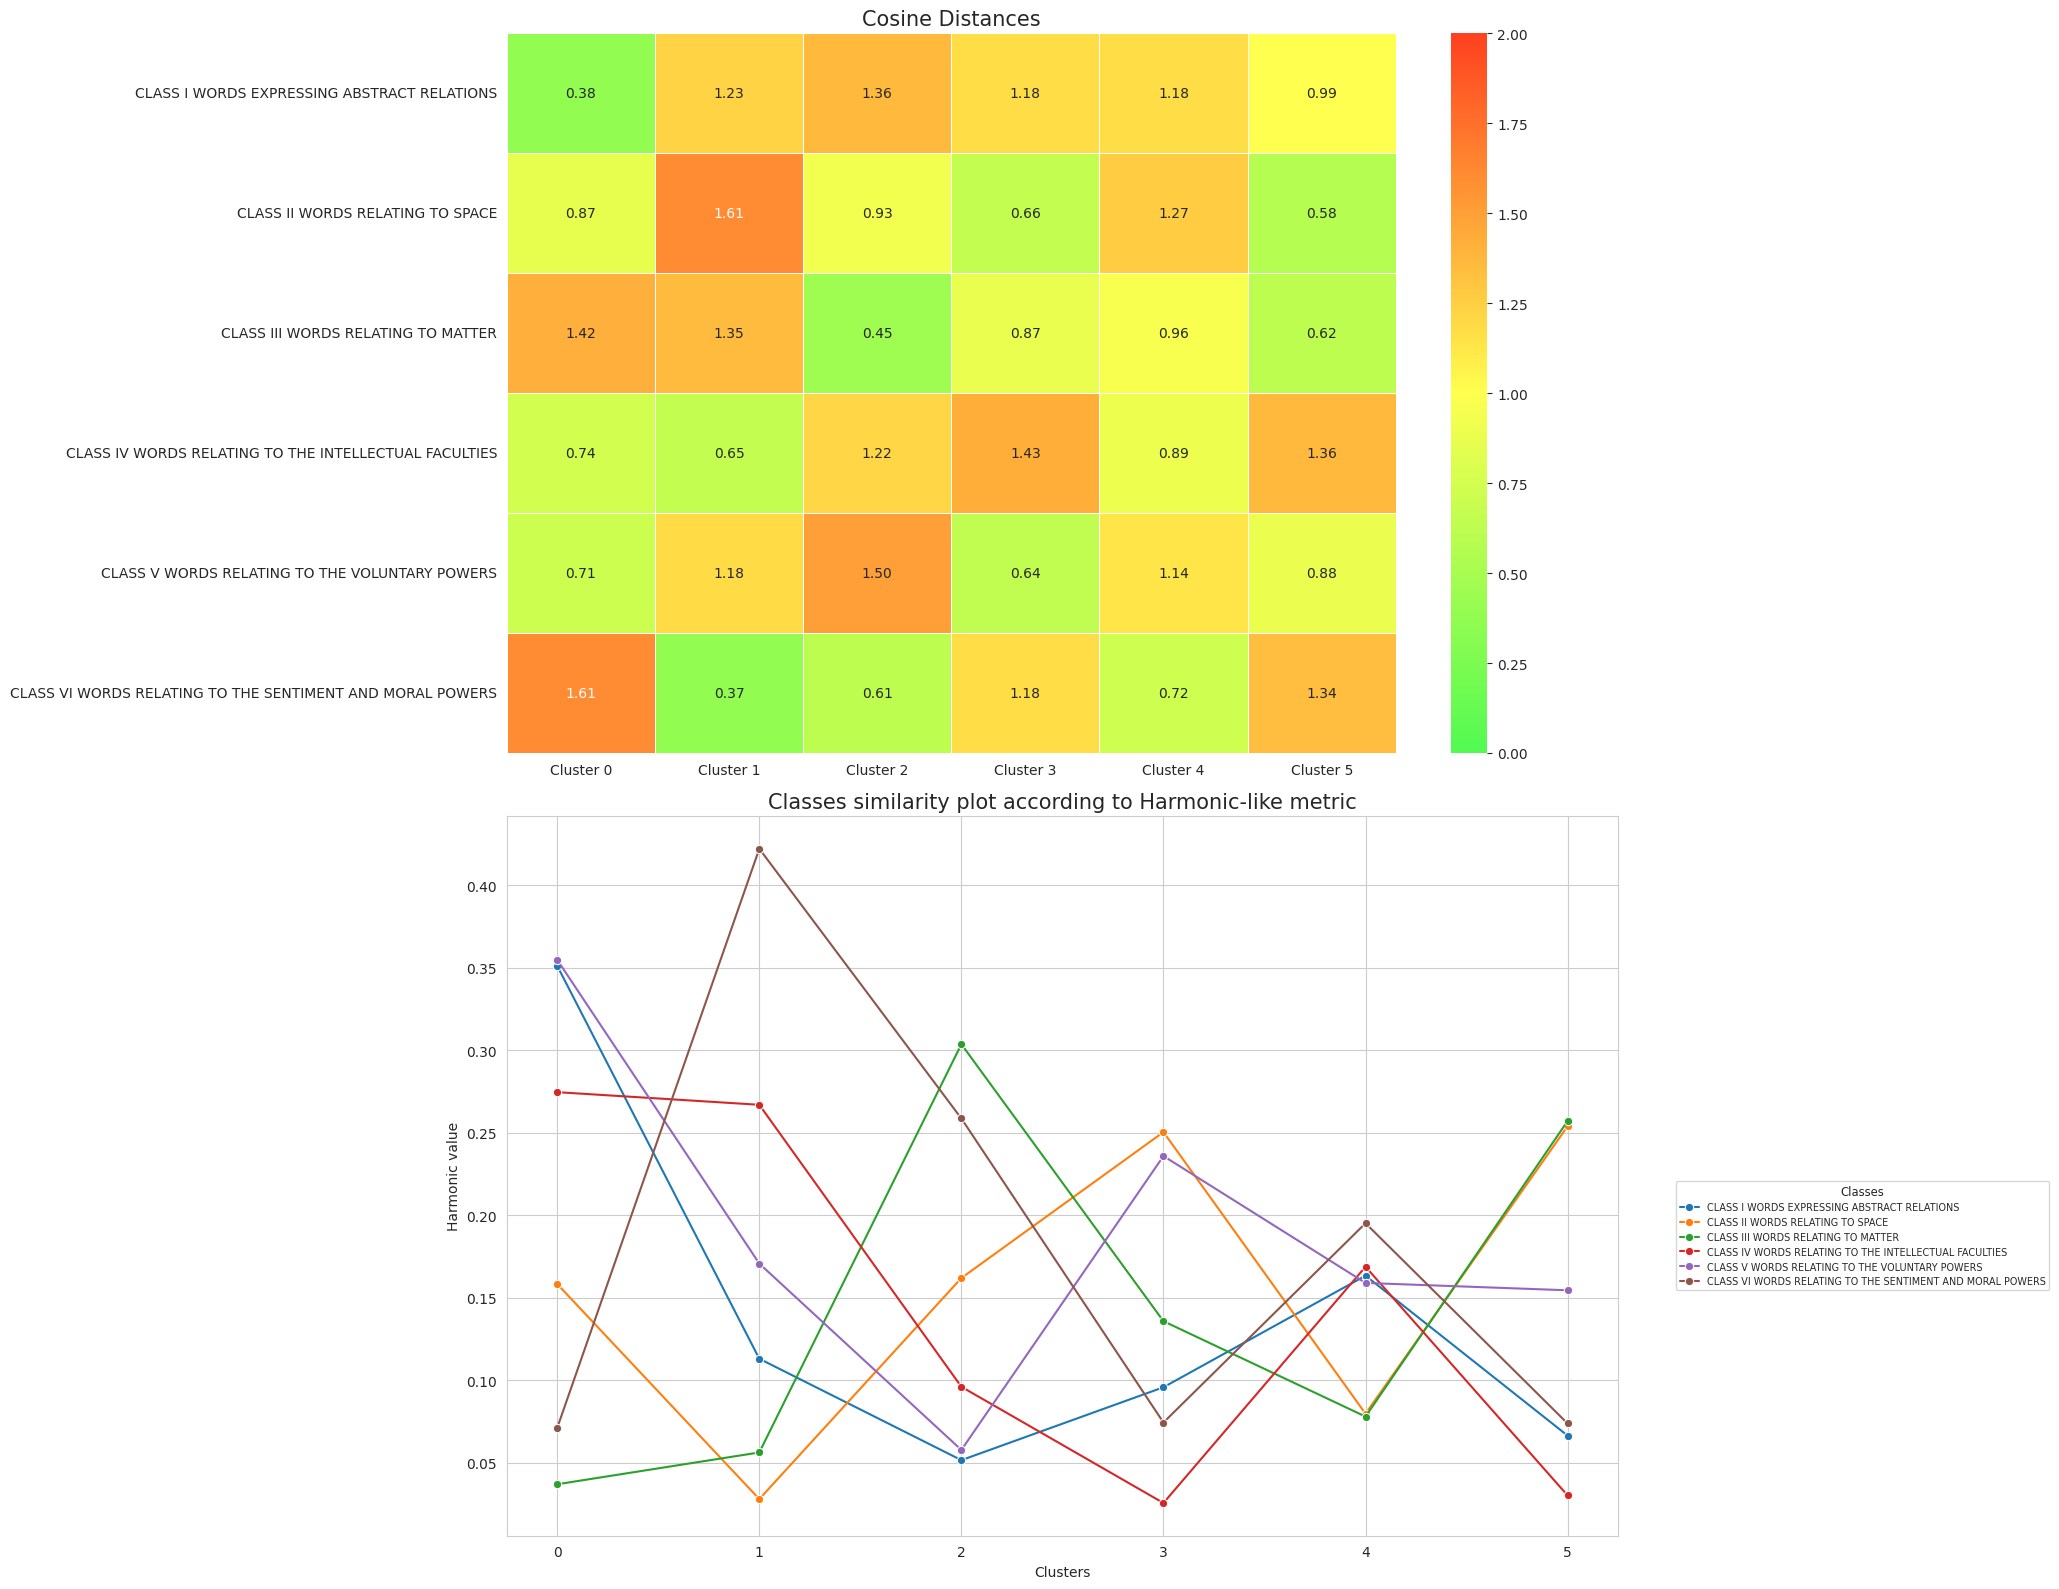 Cosine Distances
CLASS I WORDS EXPRESSING ABSTRACT RELATIONS 0.38 1.23 1.36 1.18 1.18 0.99
CLASS II WORDS RELATING TO SPACE 0.87 1.61 0.93 0.66 1.27 0.58
CLASS III WORDS RELATING TO MATTER 1.42 1.35 0.45 0.87 0.96 0.62
CLASS IV WORDS RELATING TO THE INTELLECTUAL FACULTIES 0.74 0.65 1.22 1.43 0.89 1.36
CLASS V WORDS RELATING TO THE VOLUNTARY POWERS 0.71 1.18 1.50 0.64 1.14 0.88
CLASS VI WORDS RELATING TO THE SENTIMENT AND MORAL POWERS 1.61 0.37 0.61 1.18 0.72 1.34
Cluster 0 Cluster 1 Cluster 2 Cluster 3 Cluster 4 Cluster 5
2.00
1.75
1.50
1.25
1.00
0.75
0.50
0.25
0.00
Classes similarity plot according to Harmonic-like metric
Harmonic value
0.40
0.35
0.30
0.25
0.20
0.15
0.10
0.05
0 1 2 3 4 5
Clusters
Classes
CLASS I WORDS EXPRESSING ABSTRACT RELATIONS
CLASS II WORDS RELATING TO SPACE
CLASS III WORDS RELATING TO MATTER
CLASS IV WORDS RELATING TO THE INTELLECTUAL FACULTIES
CLASS V WORDS RELATING TO THE VOLUNTARY POWERS
CLASS VI WORDS RELATING TO THE SENTIMENT AND MORAL POWERS